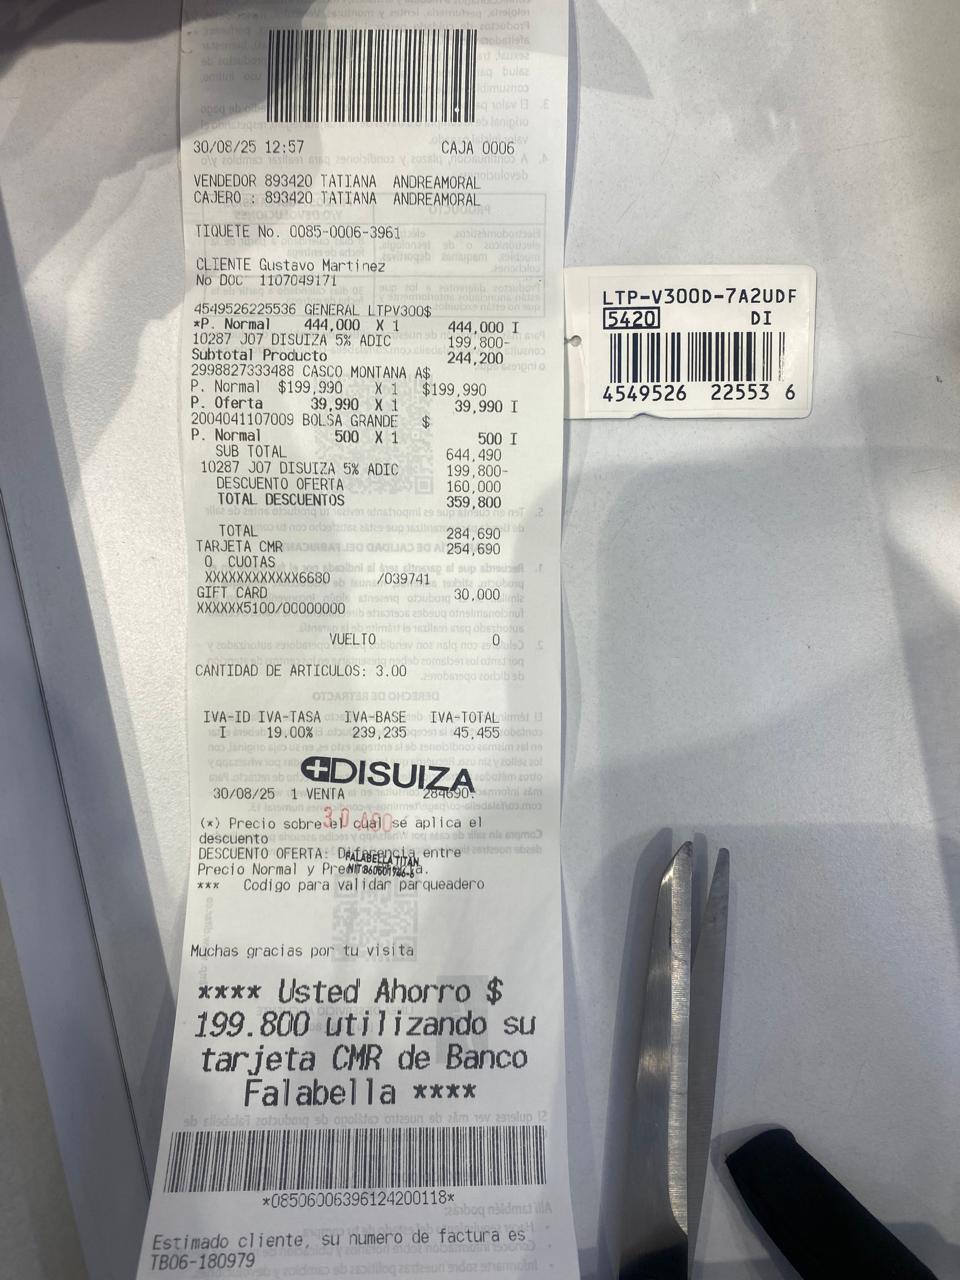 30/08/25 12:57 CAJA 0006
VENDEDOR 893420 TATIANA ANDREAMORAL
CAJERO : 893420 TATIANA ANDREAMORAL
TIQUETE No. 0085-0006-3961
CLIENTE Gustavo Martinez
No DOC 1107049171
4549526225536 GENERAL LTPV300$
*P. Normal 444,000 X 1 444,000 I
10287 J07 DISUIZA 5% ADIC 199,800-
Subtotal Producto 244,200
2998827333488 CASCO MONTANA A$
P. Normal $199,990 X 1 $199,990
P. Oferta 39,990 X 1 39,990 I
2004041107009 BOLSA GRANDE $
P. Normal 500 X 1 500 I
SUB TOTAL 644,490
10287 J07 DISUIZA 5% ADIC 199,800-
DESCUENTO OFERTA 160,000
TOTAL DESCUENTOS 359,800
TOTAL 284,690
TARJETA CMR 254,690
0 CUOTAS
XXXXXXXXXXXX6680 /039741
GIFT CARD 30,000
XXXXXX5100/00000000
VUELTO 0
CANTIDAD DE ARTICULOS: 3.00
IVA-ID IVA-TASA IVA-BASE IVA-TOTAL
I 19.00% 239,235 45,455
DISUIZA
30/08/25 1 VENTA 284690.
30 AGO
(*) Precio sobre el cual se aplica el
descuento
DESCUENTO OFERTA: Diferencia entre
FALABELLA TITAN
Precio Normal y Precio Oferta.
*** Codigo para validar parqueadero
Muchas gracias por tu visita
**** Usted Ahorro $
199.800 utilizando su
tarjeta CMR de Banco
Falabella ****
*08506006396124200118*
Estimado cliente, su numero de factura es
TB06-180979
LTP-V300D-7A2UDF
5420 DI
4549526 22553 6